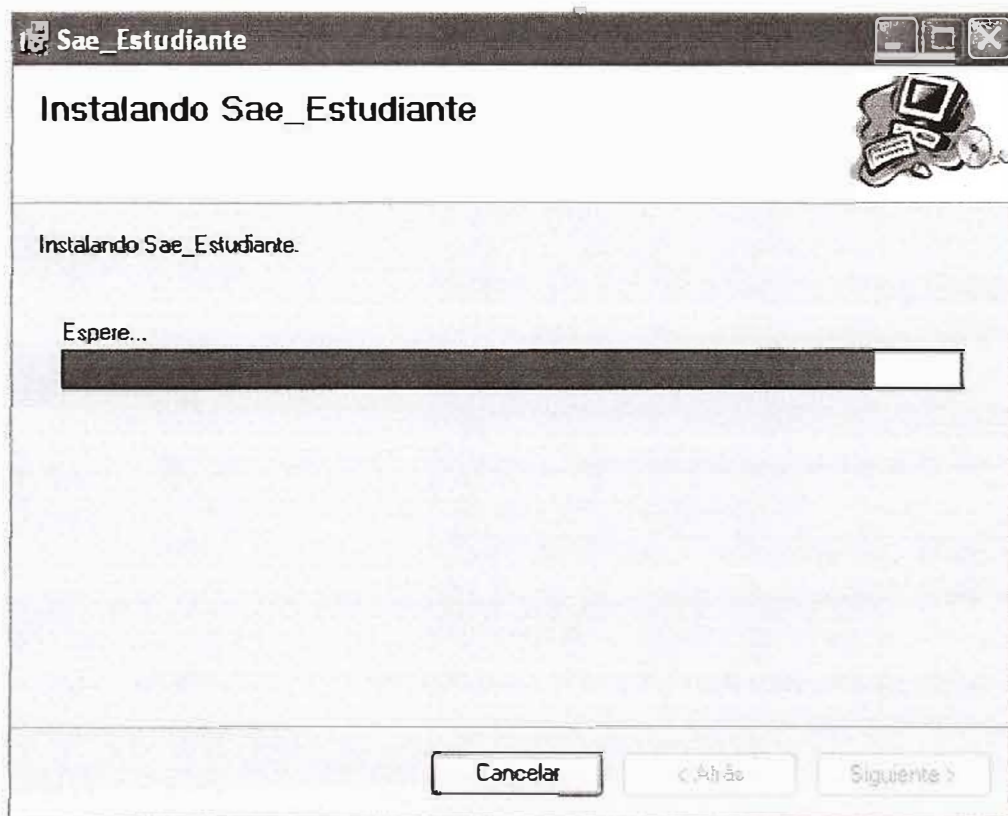 Sae_Estudiante
Instalando Sae_Estudiante
Instalando Sae_Estudiante.
Espere...
Cancelar
< Atrás
Siguiente >